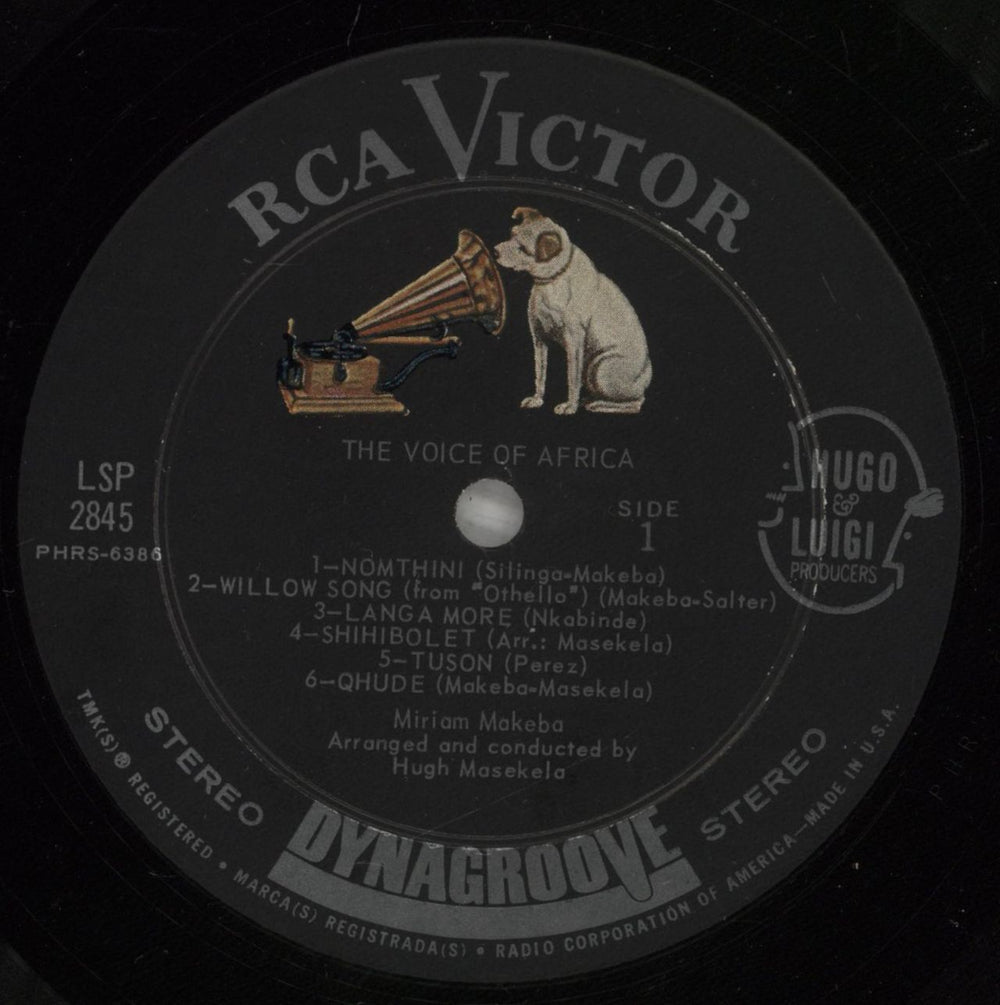 RCA VICTOR
THE VOICE OF AFRICA
LSP
2845
PHRS-6386
SIDE
1
HUGO
&
LUIGI
PRODUCERS
1—NOMTHINI (Silinga-Makeba)
2—WILLOW SONG (from "Othello") (Makeba-Salter)
3—LANGA MORE (Nkabinde)
4—SHIHIBOLET (Arr.: Masekela)
5—TUSON (Perez)
6—QHUDE (Makeba-Masekela)
Miriam Makeba
Arranged and conducted by
Hugh Masekela
STEREO
DYNAGROOVE
STEREO
TMK(S)® REGISTERED • MARCA(S) REGISTRADA(S) • RADIO CORPORATION OF AMERICA—MADE IN U.S.A.